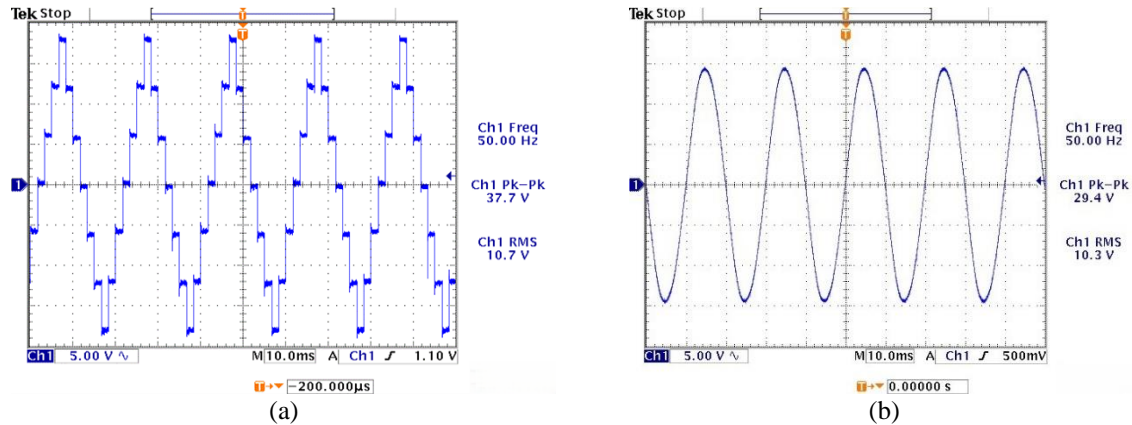 Tek Stop
T
T
Ch1 Freq
50.00 Hz
1
Ch1 Pk-Pk
37.7 V
Ch1 RMS
10.7 V
Ch1 5.00 V ∿ M 10.0ms A Ch1 ʃ 1.10 V
T→▼ -200.000µs
(a)
Tek Stop
T
T
Ch1 Freq
50.00 Hz
1
Ch1 Pk-Pk
29.4 V
Ch1 RMS
10.3 V
Ch1 5.00 V ∿ M 10.0ms A Ch1 ʃ 500mV
T→▼ 0.00000 s
(b)